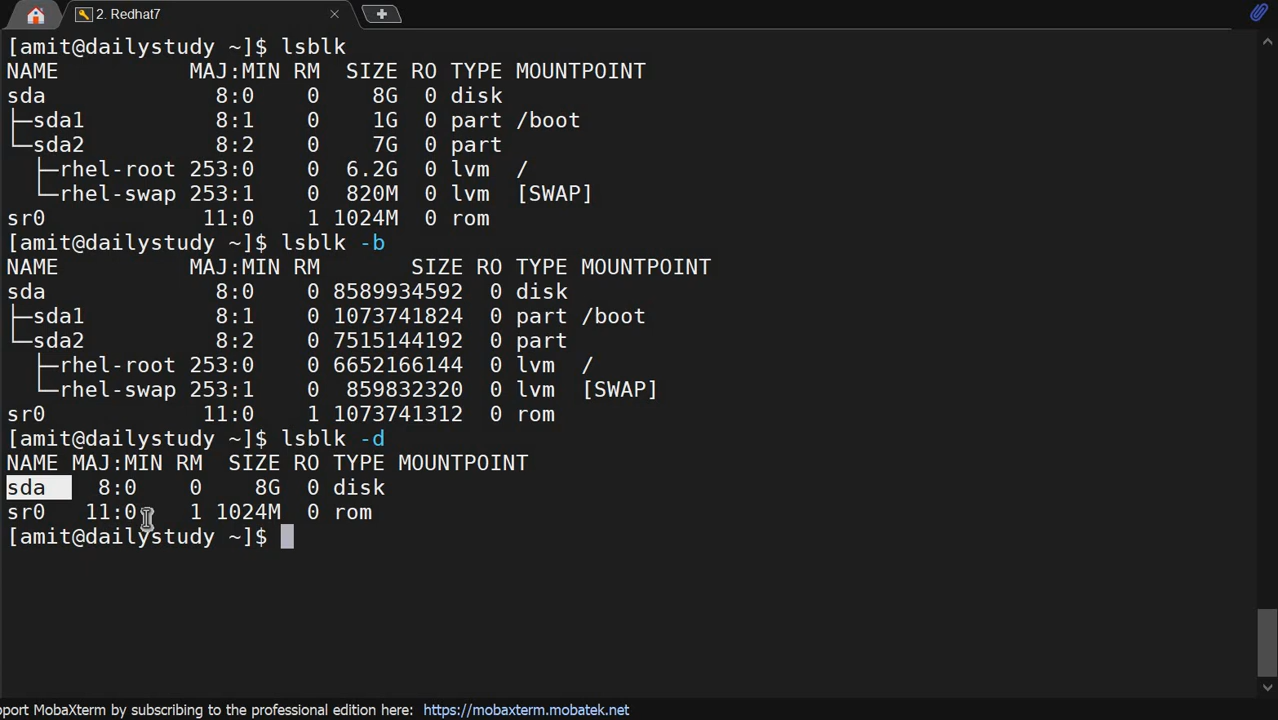 2. Redhat7
[amit@dailystudy ~]$ lsblk
NAME          MAJ:MIN RM  SIZE RO TYPE MOUNTPOINT
sda             8:0    0    8G  0 disk
├─sda1          8:1    0    1G  0 part /boot
└─sda2          8:2    0    7G  0 part
  ├─rhel-root 253:0    0  6.2G  0 lvm  /
  └─rhel-swap 253:1    0  820M  0 lvm  [SWAP]
sr0            11:0    1 1024M  0 rom
[amit@dailystudy ~]$ lsblk -b
NAME          MAJ:MIN RM       SIZE RO TYPE MOUNTPOINT
sda             8:0    0 8589934592  0 disk
├─sda1          8:1    0 1073741824  0 part /boot
└─sda2          8:2    0 7515144192  0 part
  ├─rhel-root 253:0    0 6652166144  0 lvm  /
  └─rhel-swap 253:1    0  859832320  0 lvm  [SWAP]
sr0            11:0    1 1073741312  0 rom
[amit@dailystudy ~]$ lsblk -d
NAME MAJ:MIN RM  SIZE RO TYPE MOUNTPOINT
sda    8:0    0    8G  0 disk
sr0   11:0    1 1024M  0 rom
[amit@dailystudy ~]$
pport MobaXterm by subscribing to the professional edition here: https://mobaxterm.mobatek.net